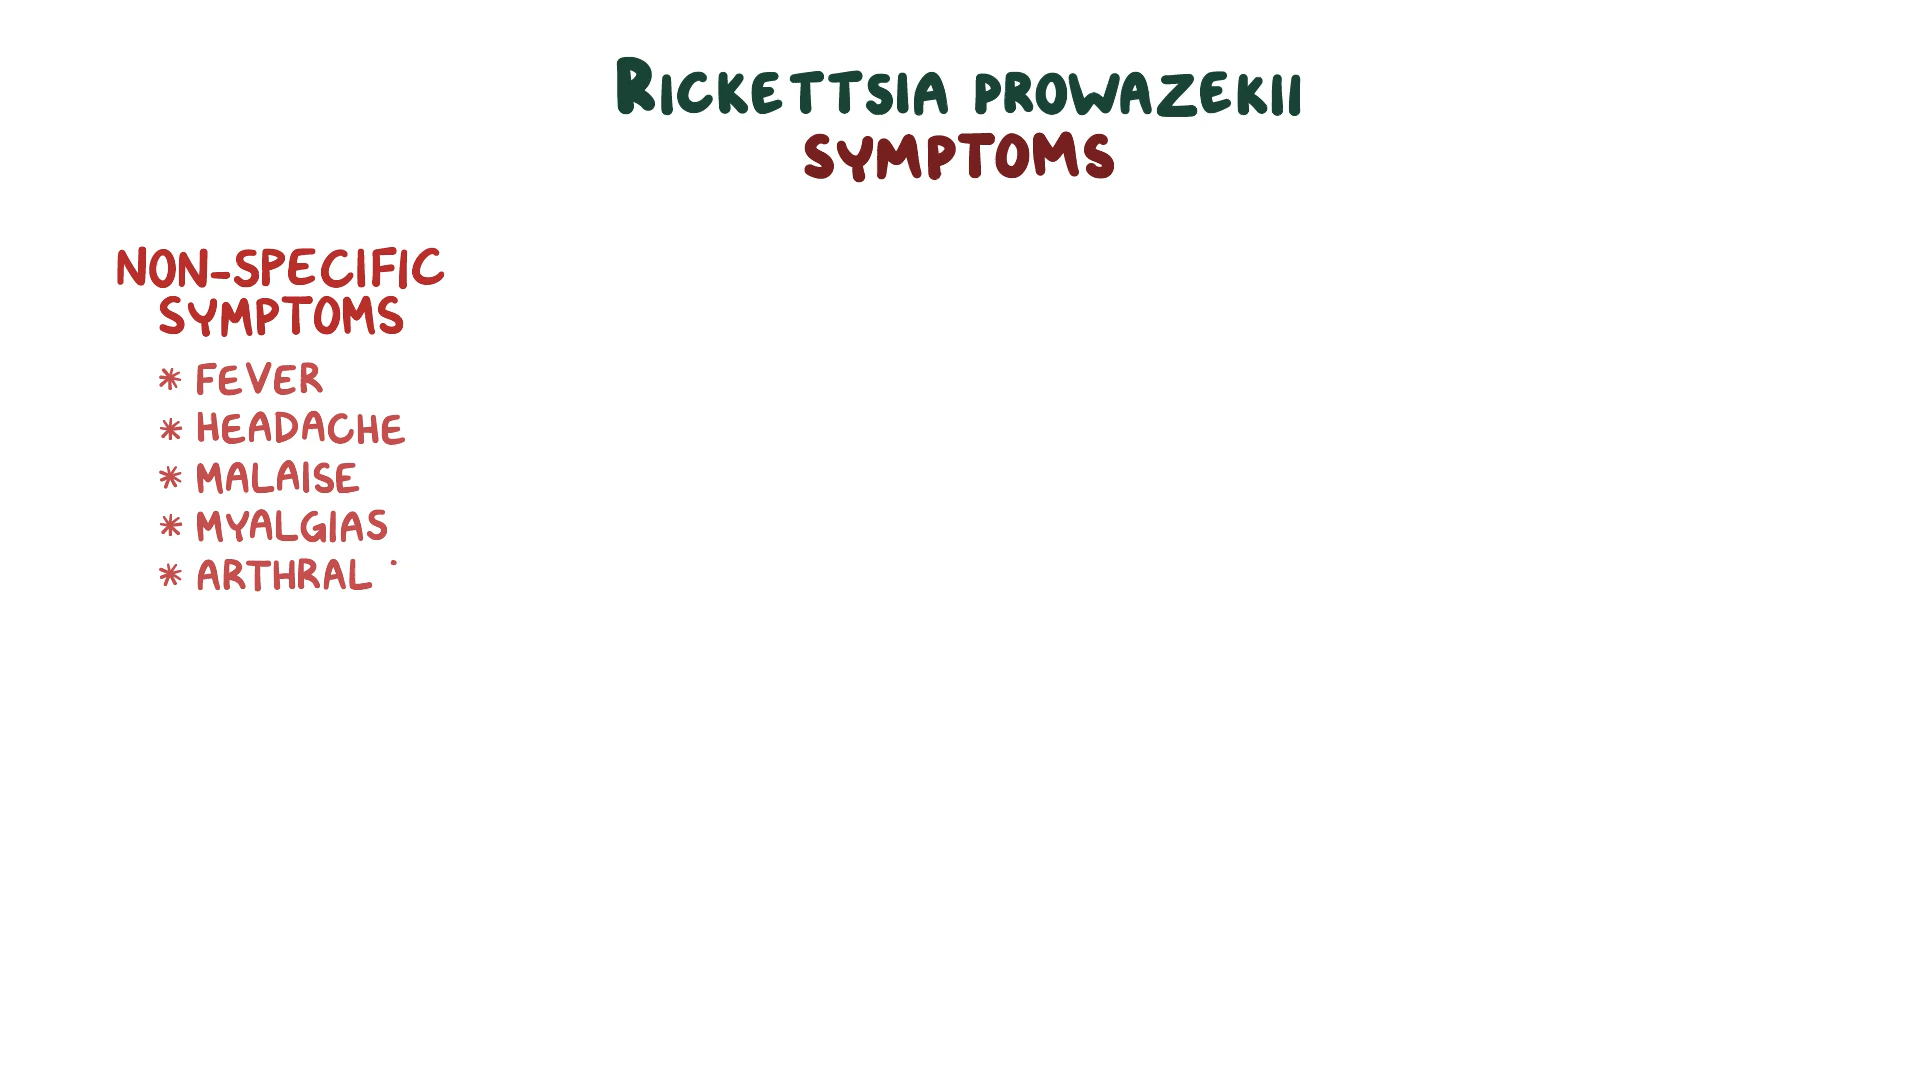 Rickettsia prowazekii
SYMPTOMS
NON-SPECIFIC
SYMPTOMS
* FEVER
* HEADACHE
* MALAISE
* MYALGIAS
* ARTHRAL